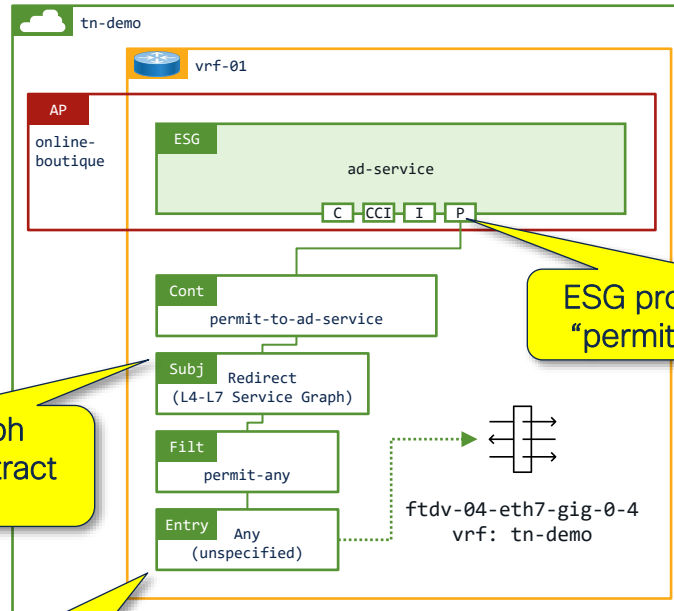 tn-demo
vrf-01
AP
online-
boutique
ESG
ad-service
C CCI I P
ESG pro
"permit
Cont
permit-to-ad-service
Subj
Redirect
(L4-L7 Service Graph)
ph
tract
Filt
permit-any
Entry
Any
(unspecified)
ftdv-04-eth7-gig-0-4
vrf: tn-demo